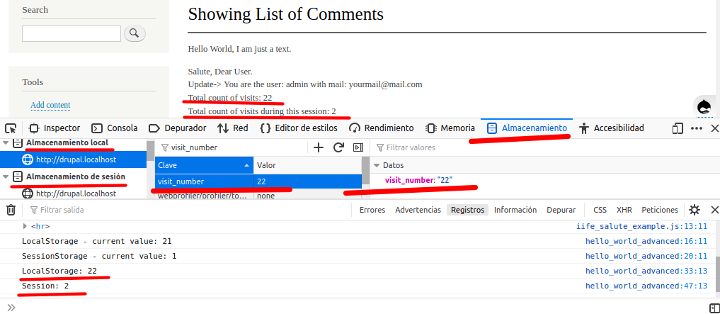 Search
Showing List of Comments
Hello World, I am just a text.
Tools
Add content
Salute, Dear User.
Update-> You are the user: admin with mail: yourmail@mail.com
Total count of visits: 22
Total count of visits during this session: 2
Inspector Consola Depurador Red Editor de estilos Rendimiento Memoria Almacenamiento Accesibilidad
Almacenamiento local
http://drupal.localhost
Almacenamiento de sesión
http://drupal.localhost
visit_number
Clave Valor
visit_number 22
webprofiler/profiler/to... none
Filtrar valores
Datos
visit_number: "22"
Filtrar salida
Errores Advertencias Registros Información Depurar CSS XHR Peticiones
<hr> iife_salute_example.js:13:11
LocalStorage - current value: 21 hello_world_advanced:16:11
SessionStorage - current value: 1 hello_world_advanced:20:11
LocalStorage: 22 hello_world_advanced:33:13
Session: 2 hello_world_advanced:47:13